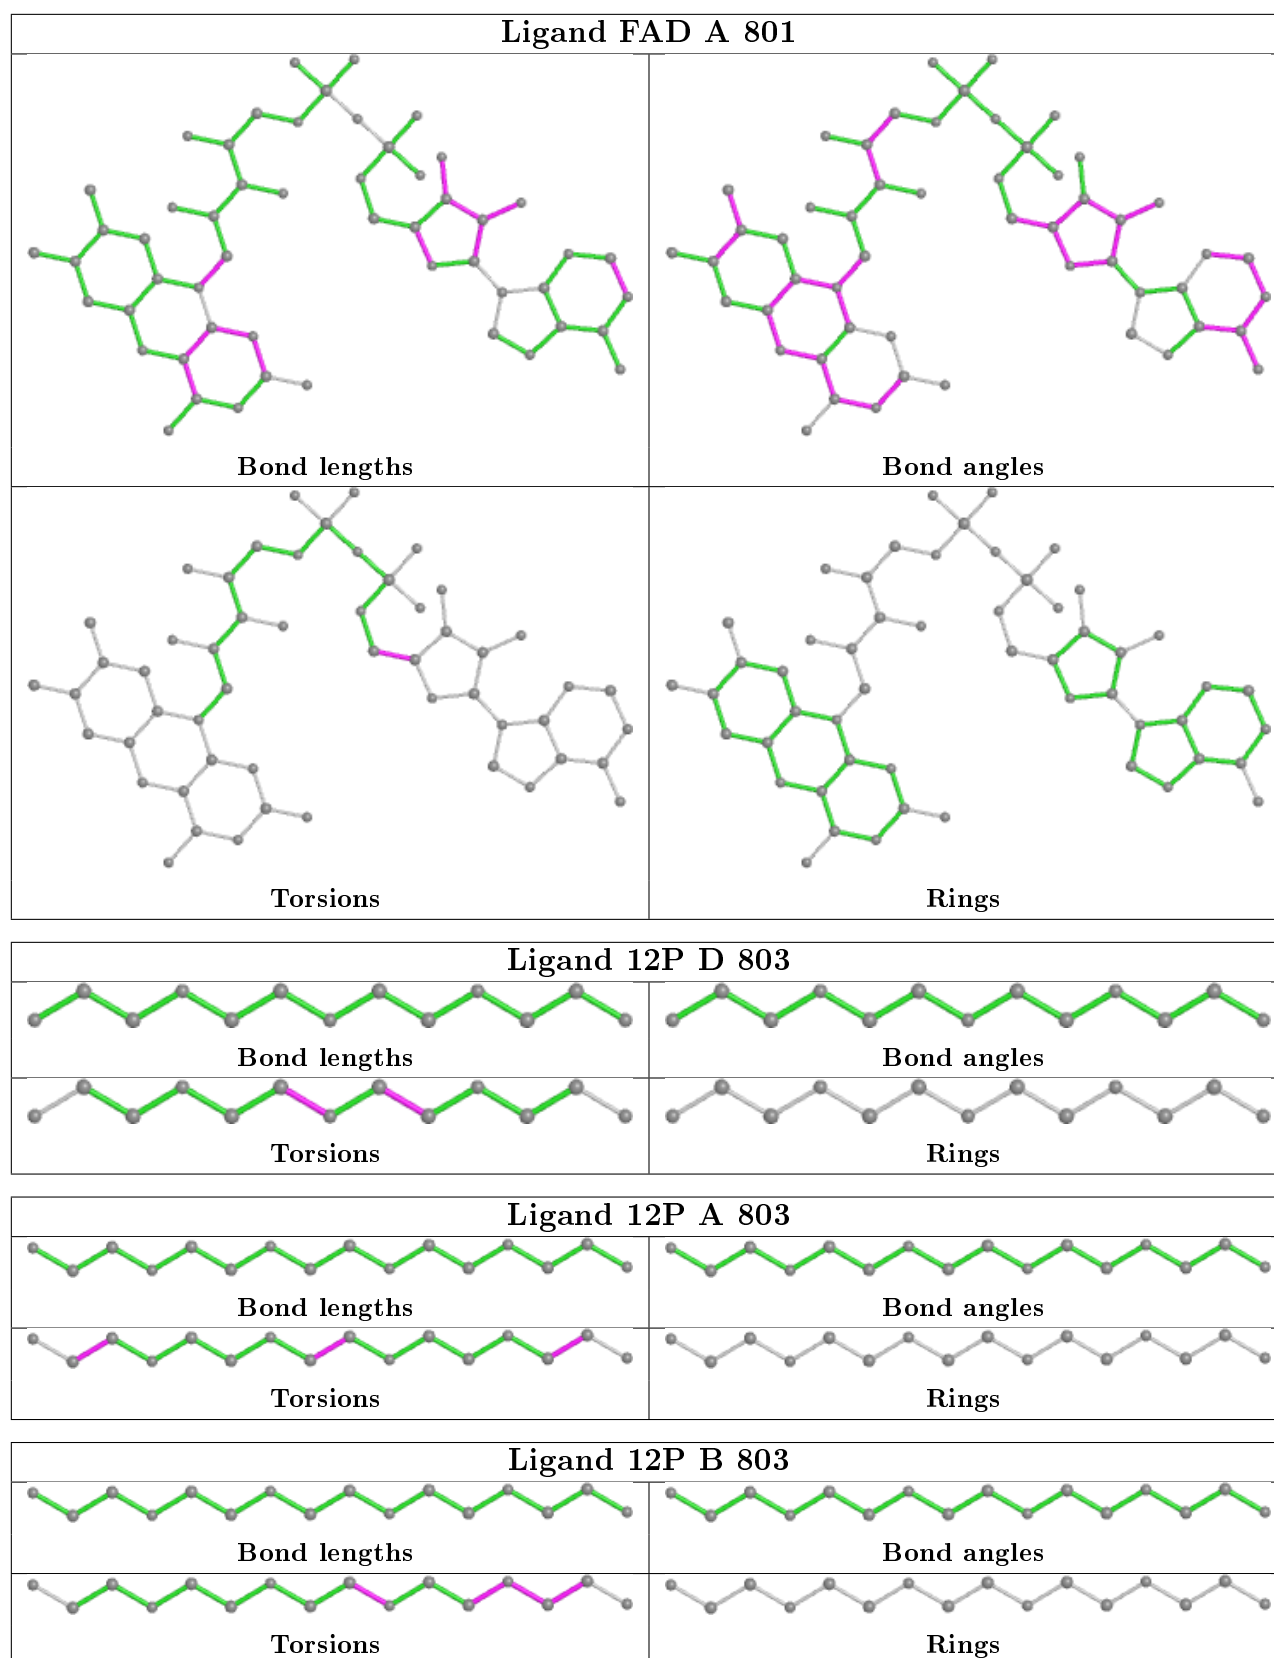 Ligand FAD A 801
Bond lengths
Bond angles
Torsions
Rings
Ligand 12P D 803
Bond lengths
Bond angles
Torsions
Rings
Ligand 12P A 803
Bond lengths
Bond angles
Torsions
Rings
Ligand 12P B 803
Bond lengths
Bond angles
Torsions
Rings